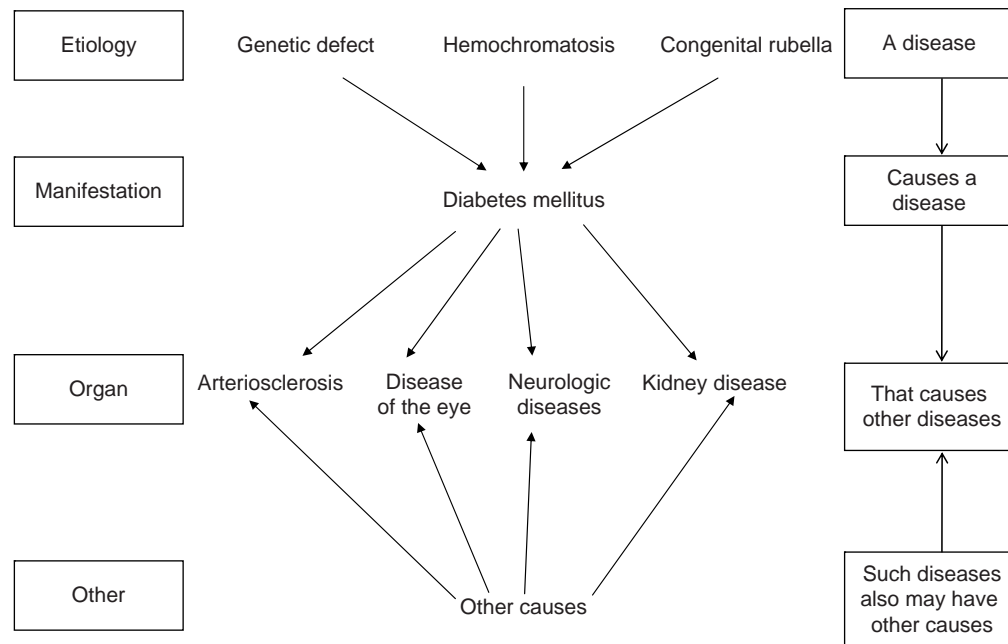 Etiology
Genetic defect
Hemochromatosis
Congenital rubella
A disease
Manifestation
Diabetes mellitus
Causes a
disease
Organ
Arteriosclerosis
Disease
of the eye
Neurologic
diseases
Kidney disease
That causes
other diseases
Other
Other causes
Such diseases
also may have
other causes